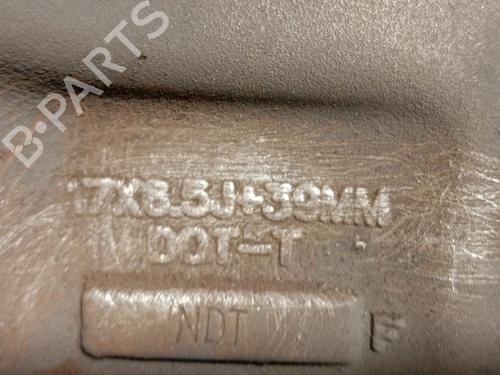 B-PARTS
17X8.5J+39MM
DOT-T
NDT
F